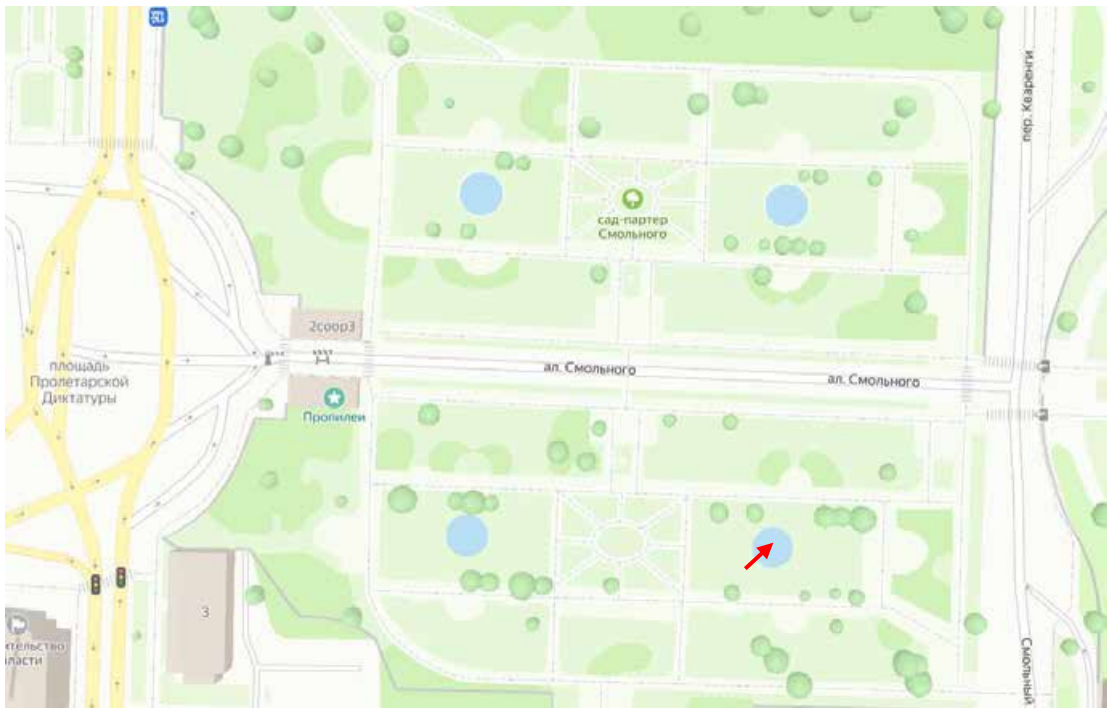 пер. Кваренги
сад-партер
Смольного
2соор3
площадь
Пролетарской
Диктатуры
ал. Смольного
ал. Смольного
Пропилеи
3
Смольный